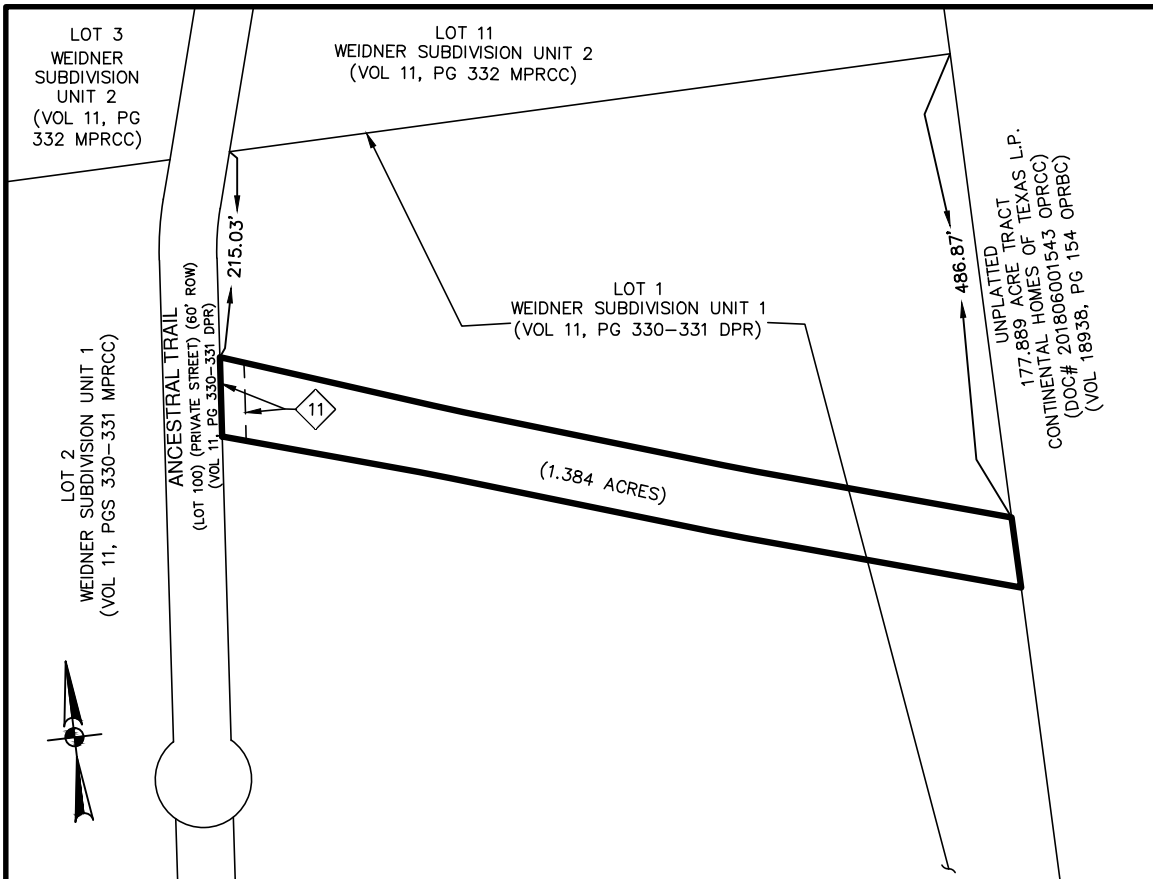 LOT 3
WEIDNER
SUBDIVISION
UNIT 2
(VOL 11, PG
332 MPRCC)
LOT 11
WEIDNER SUBDIVISION UNIT 2
(VOL 11, PG 332 MPRCC)
215.03'
486.87'
UNPLATTED
177.889 ACRE TRACT
CONTINENTAL HOMES OF TEXAS L.P.
(DOC# 201806001543 OPRCC)
(VOL 18938, PG 154 OPRBC)
LOT 1
WEIDNER SUBDIVISION UNIT 1
(VOL 11, PG 330-331 DPR)
ANCESTRAL TRAIL
(LOT 100) (PRIVATE STREET) (60' ROW)
(VOL 11, PG 330-331 DPR)
11
(1.384 ACRES)
LOT 2
WEIDNER SUBDIVISION UNIT 1
(VOL 11, PGS 330-331 MPRCC)